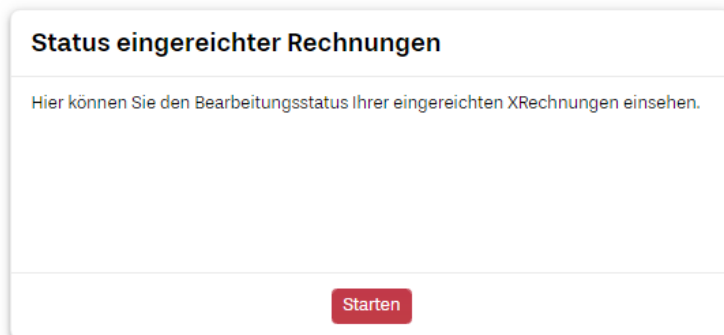 Status eingereichter Rechnungen
Hier können Sie den Bearbeitungsstatus Ihrer eingereichten XRechnungen einsehen.
Starten